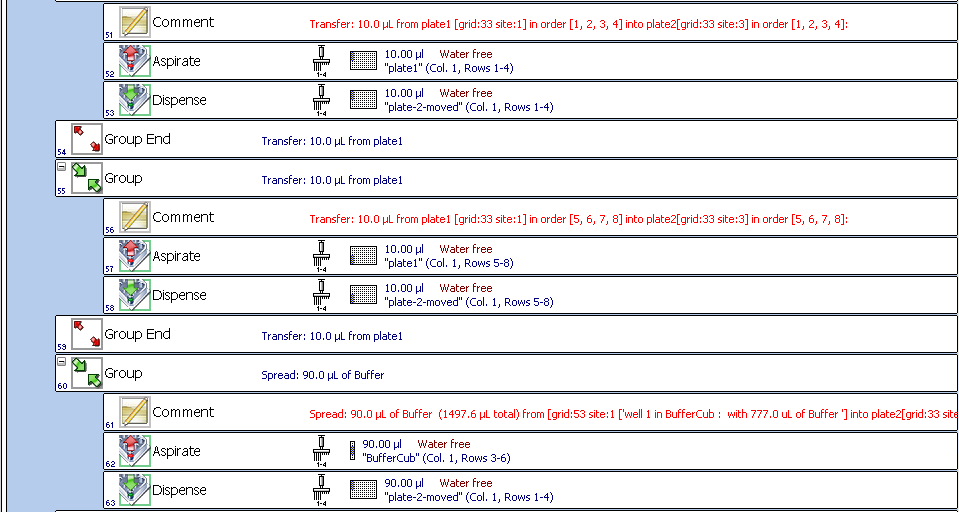 51 Comment Transfer: 10.0 µL from plate1 [grid:33 site:1] in order [1, 2, 3, 4] into plate2[grid:33 site:3] in order [1, 2, 3, 4]:
52 Aspirate 1-4 10.00 µl Water free
"plate1" (Col. 1, Rows 1-4)
53 Dispense 1-4 10.00 µl Water free
"plate-2-moved" (Col. 1, Rows 1-4)
54 Group End Transfer: 10.0 µL from plate1
55 Group Transfer: 10.0 µL from plate1
56 Comment Transfer: 10.0 µL from plate1 [grid:33 site:1] in order [5, 6, 7, 8] into plate2[grid:33 site:3] in order [5, 6, 7, 8]:
57 Aspirate 1-4 10.00 µl Water free
"plate1" (Col. 1, Rows 5-8)
58 Dispense 1-4 10.00 µl Water free
"plate-2-moved" (Col. 1, Rows 5-8)
59 Group End Transfer: 10.0 µL from plate1
60 Group Spread: 90.0 µL of Buffer
61 Comment Spread: 90.0 µL of Buffer (1497.6 µL total) from [grid:53 site:1 ['well 1 in BufferCub : with 777.0 uL of Buffer '] into plate2[grid:33 site
62 Aspirate 1-4 90.00 µl Water free
"BufferCub" (Col. 1, Rows 3-6)
63 Dispense 1-4 90.00 µl Water free
"plate-2-moved" (Col. 1, Rows 1-4)